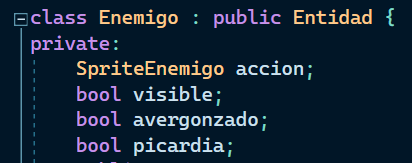 class Enemigo : public Entidad {
private:
SpriteEnemigo accion;
bool visible;
bool avergonzado;
bool picardia;